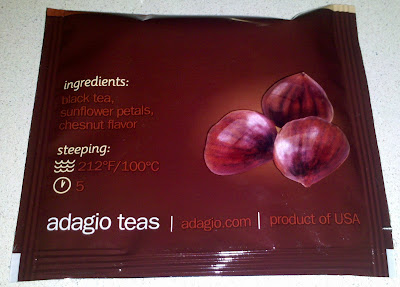 ingredients:
black tea,
sunflower petals,
chesnut flavor
steeping:
212°F/100°C
5
adagio teas | adagio.com | product of USA